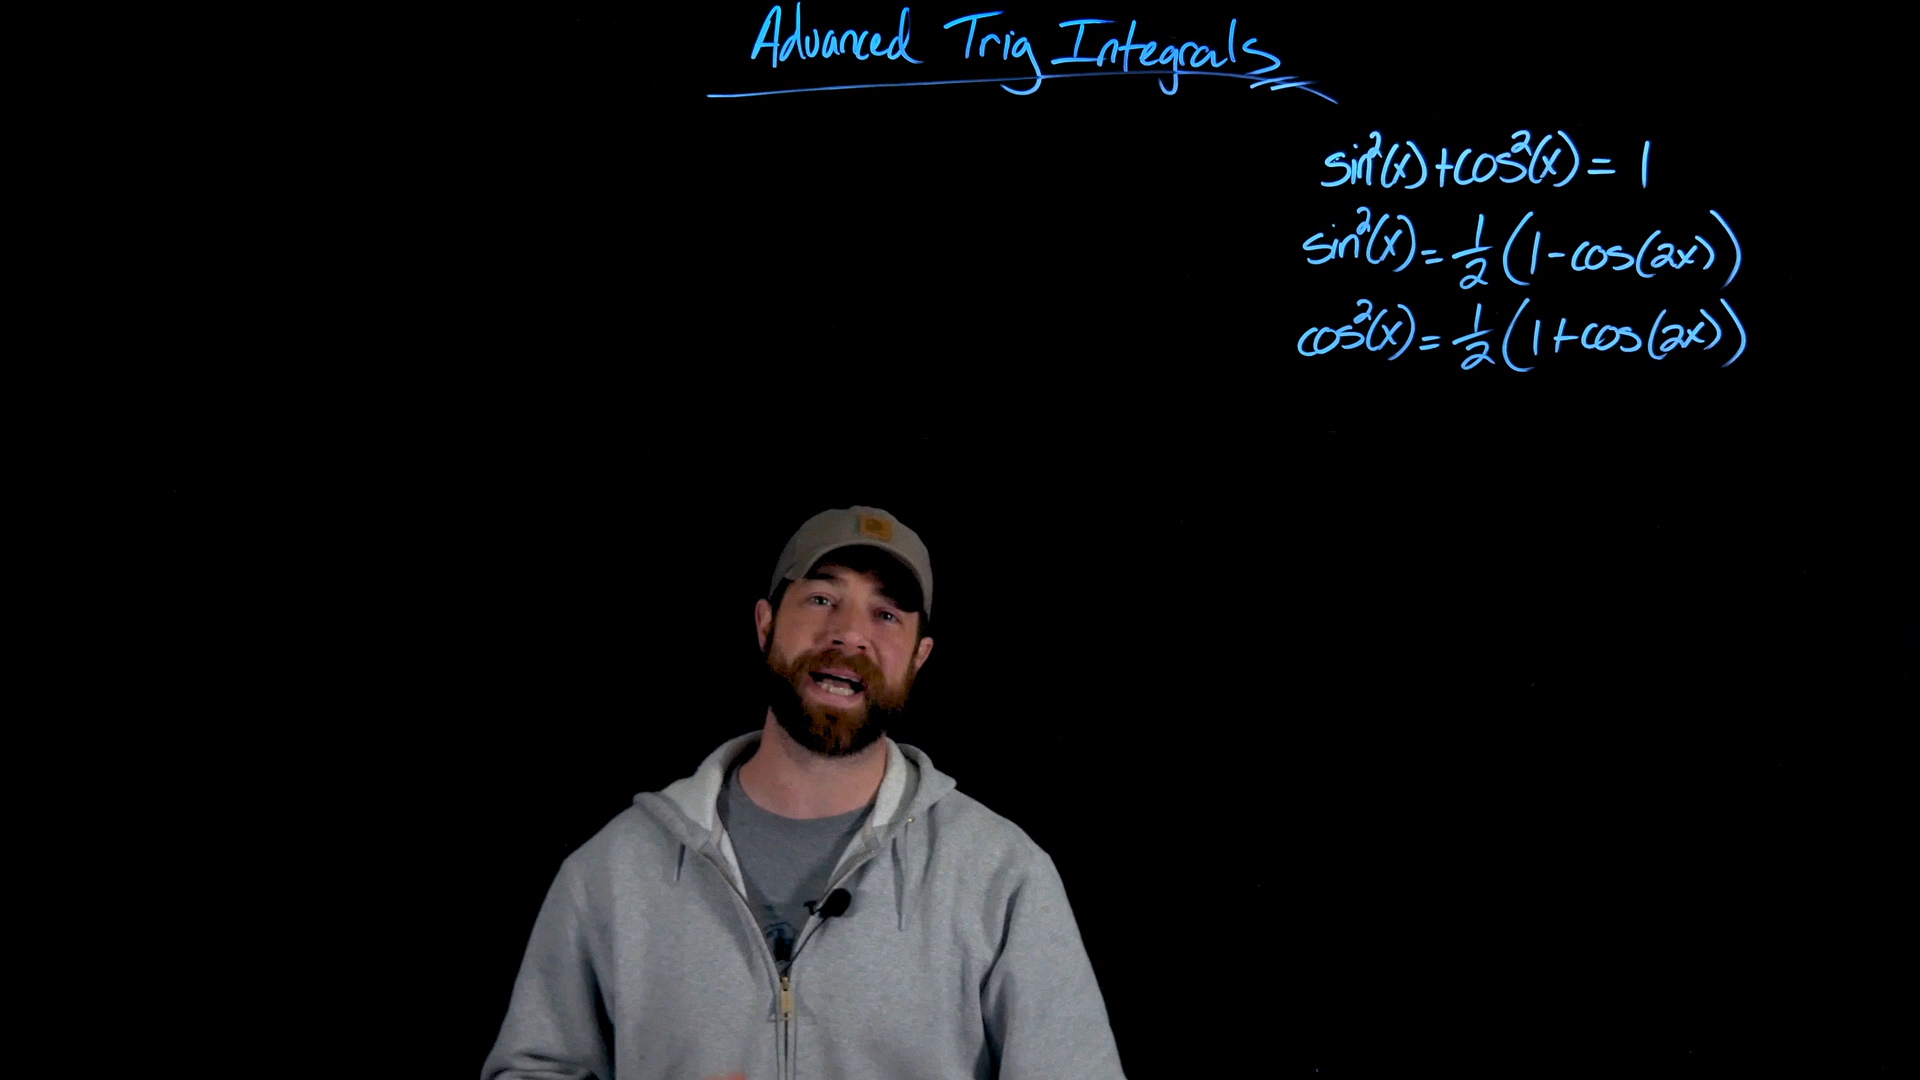 Advanced Trig Integrals
sin²(x)+cos²(x)=1
sin²(x)=1/2(1-cos(2x))
cos²(x)=1/2(1+cos(2x))